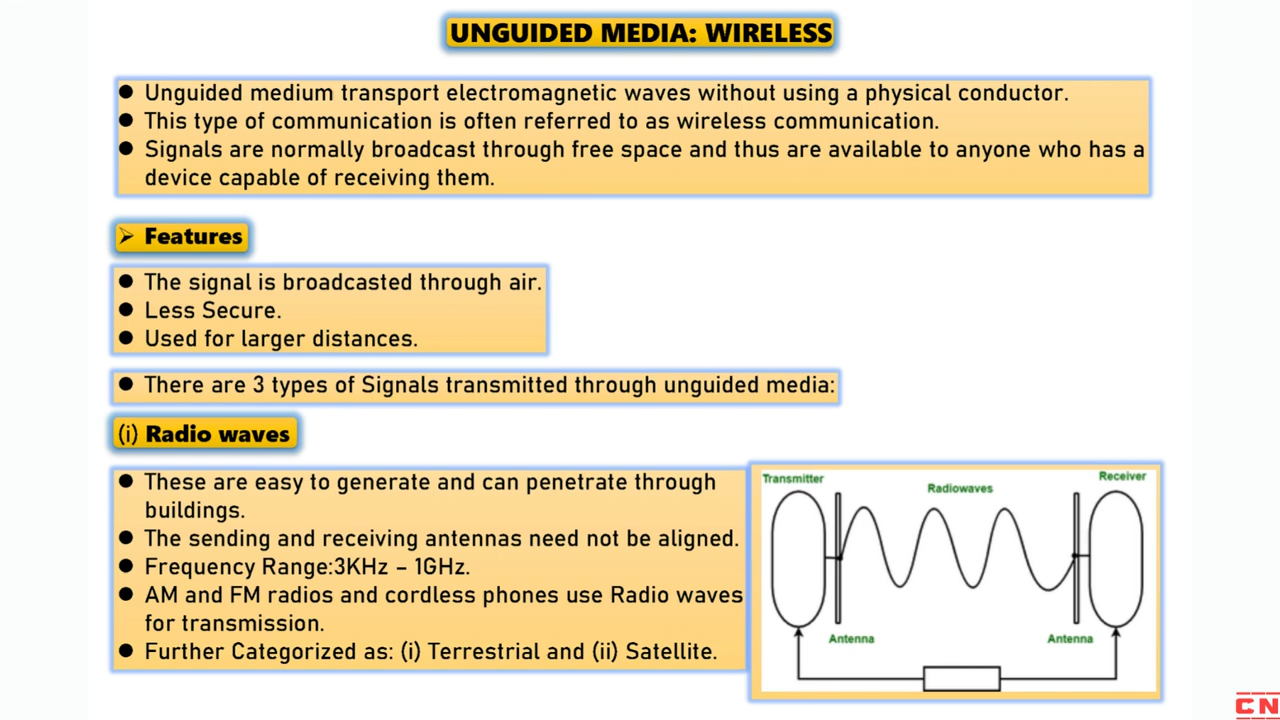 UNGUIDED MEDIA: WIRELESS
● Unguided medium transport electromagnetic waves without using a physical conductor.
● This type of communication is often referred to as wireless communication.
● Signals are normally broadcast through free space and thus are available to anyone who has a
device capable of receiving them.
➢ Features
● The signal is broadcasted through air.
● Less Secure.
● Used for larger distances.
● There are 3 types of Signals transmitted through unguided media:
(i) Radio waves
● These are easy to generate and can penetrate through
buildings.
● The sending and receiving antennas need not be aligned.
● Frequency Range:3KHz – 1GHz.
● AM and FM radios and cordless phones use Radio waves
for transmission.
● Further Categorized as: (i) Terrestrial and (ii) Satellite.
Transmitter
Radiowaves
Receiver
Antenna
Antenna
CN